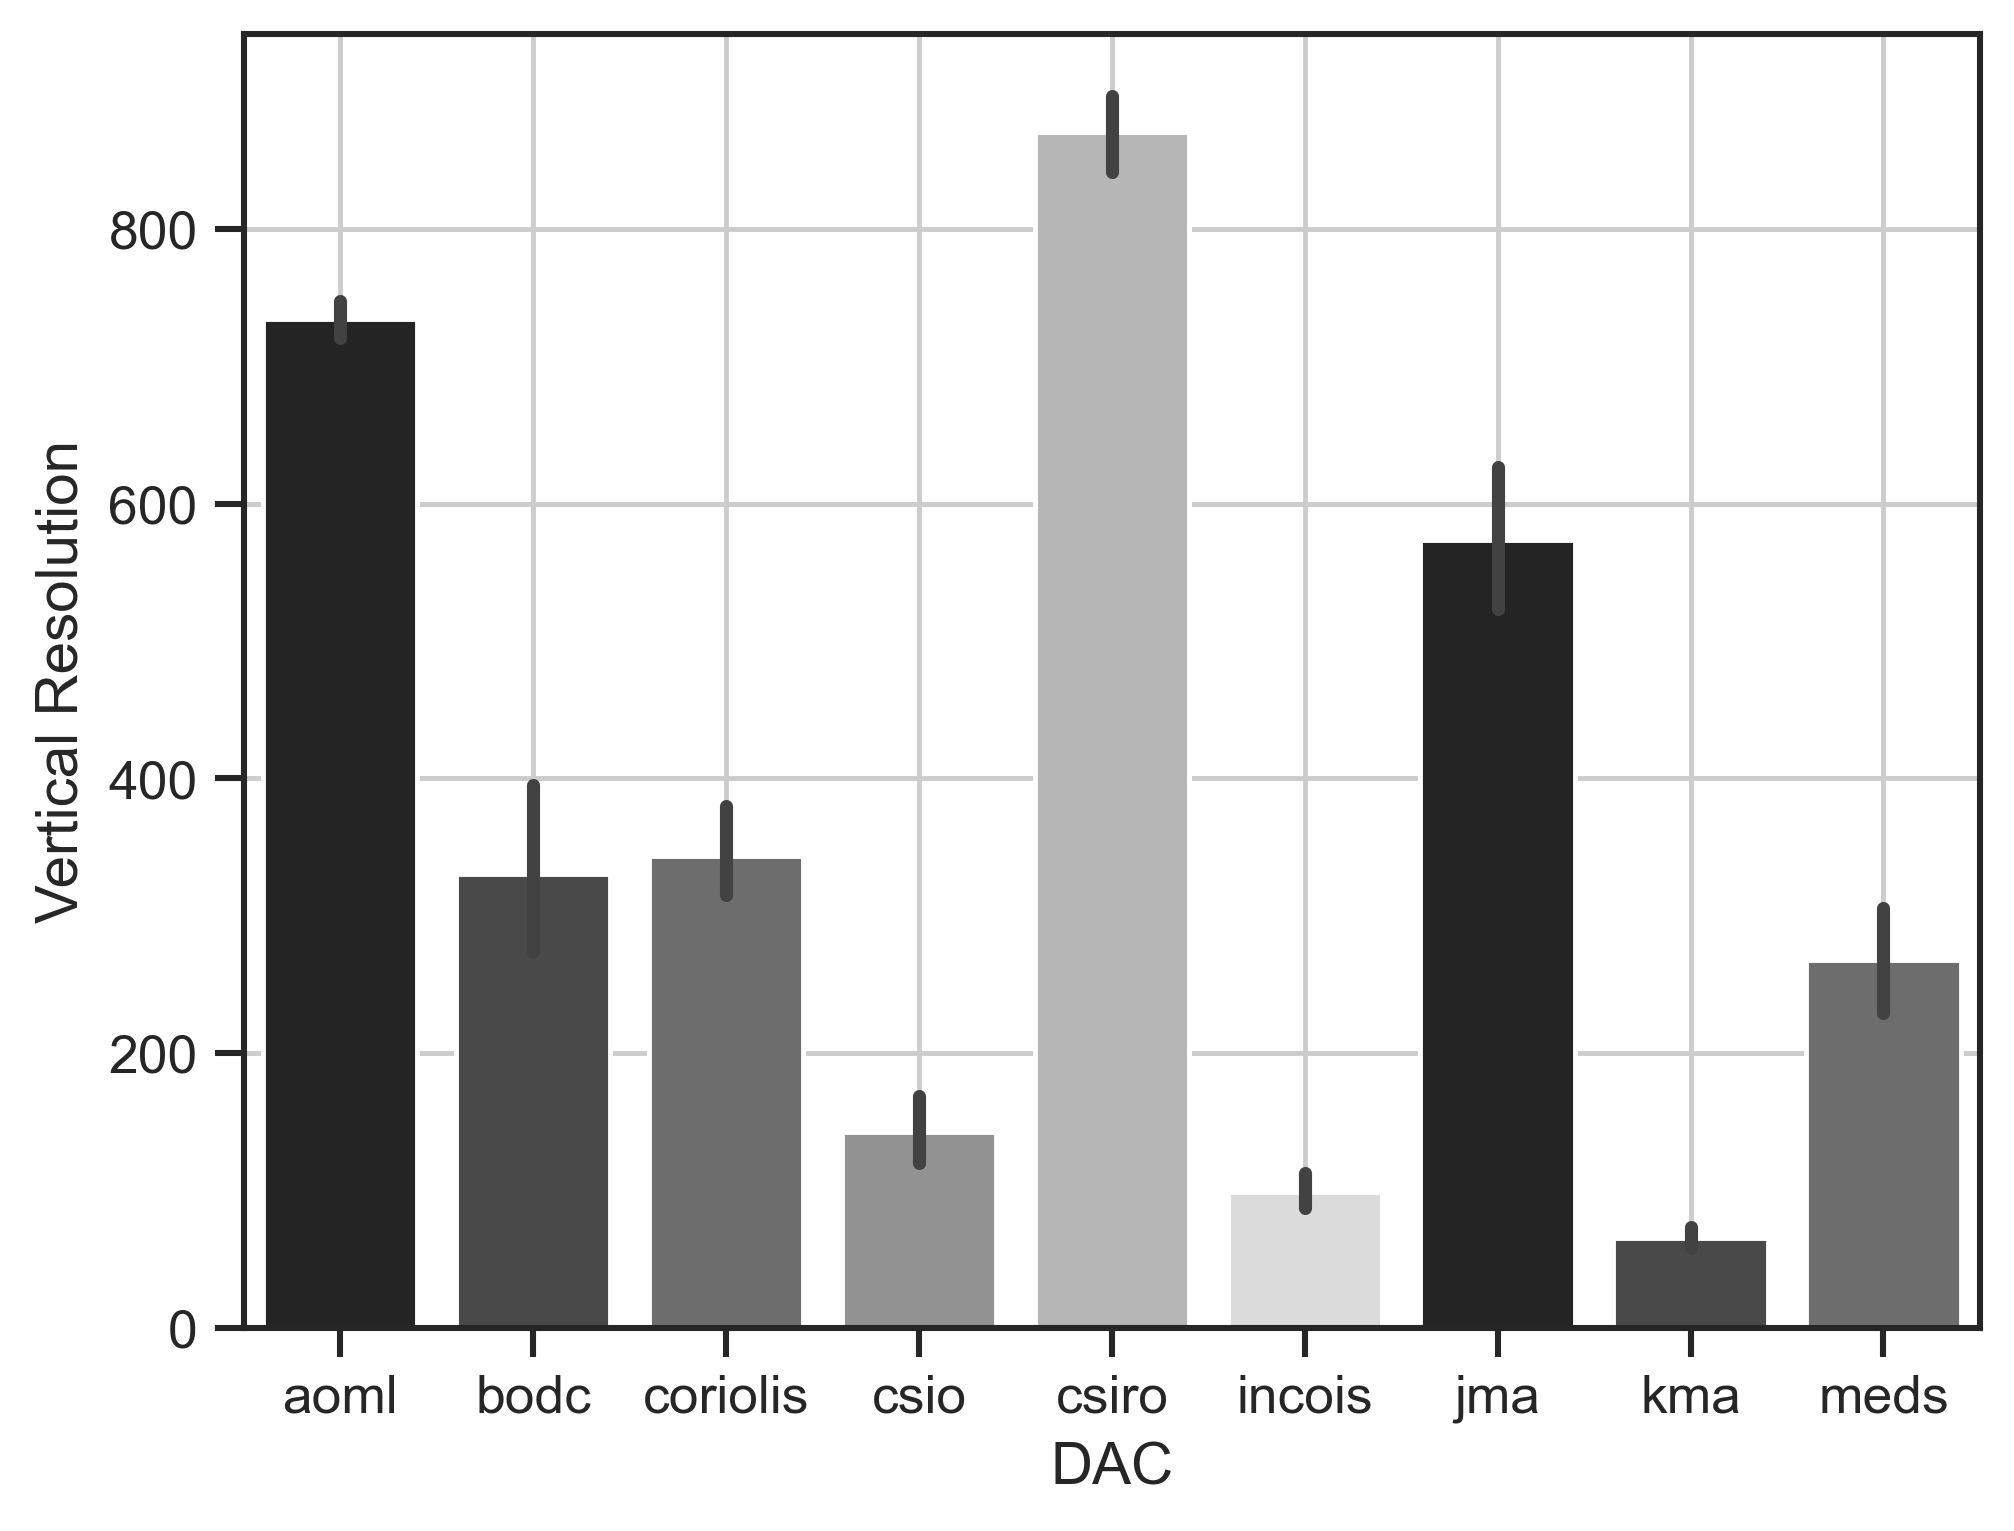 Vertical Resolution
800
600
400
200
0
aoml bodc coriolis csio csiro incois jma kma meds
DAC